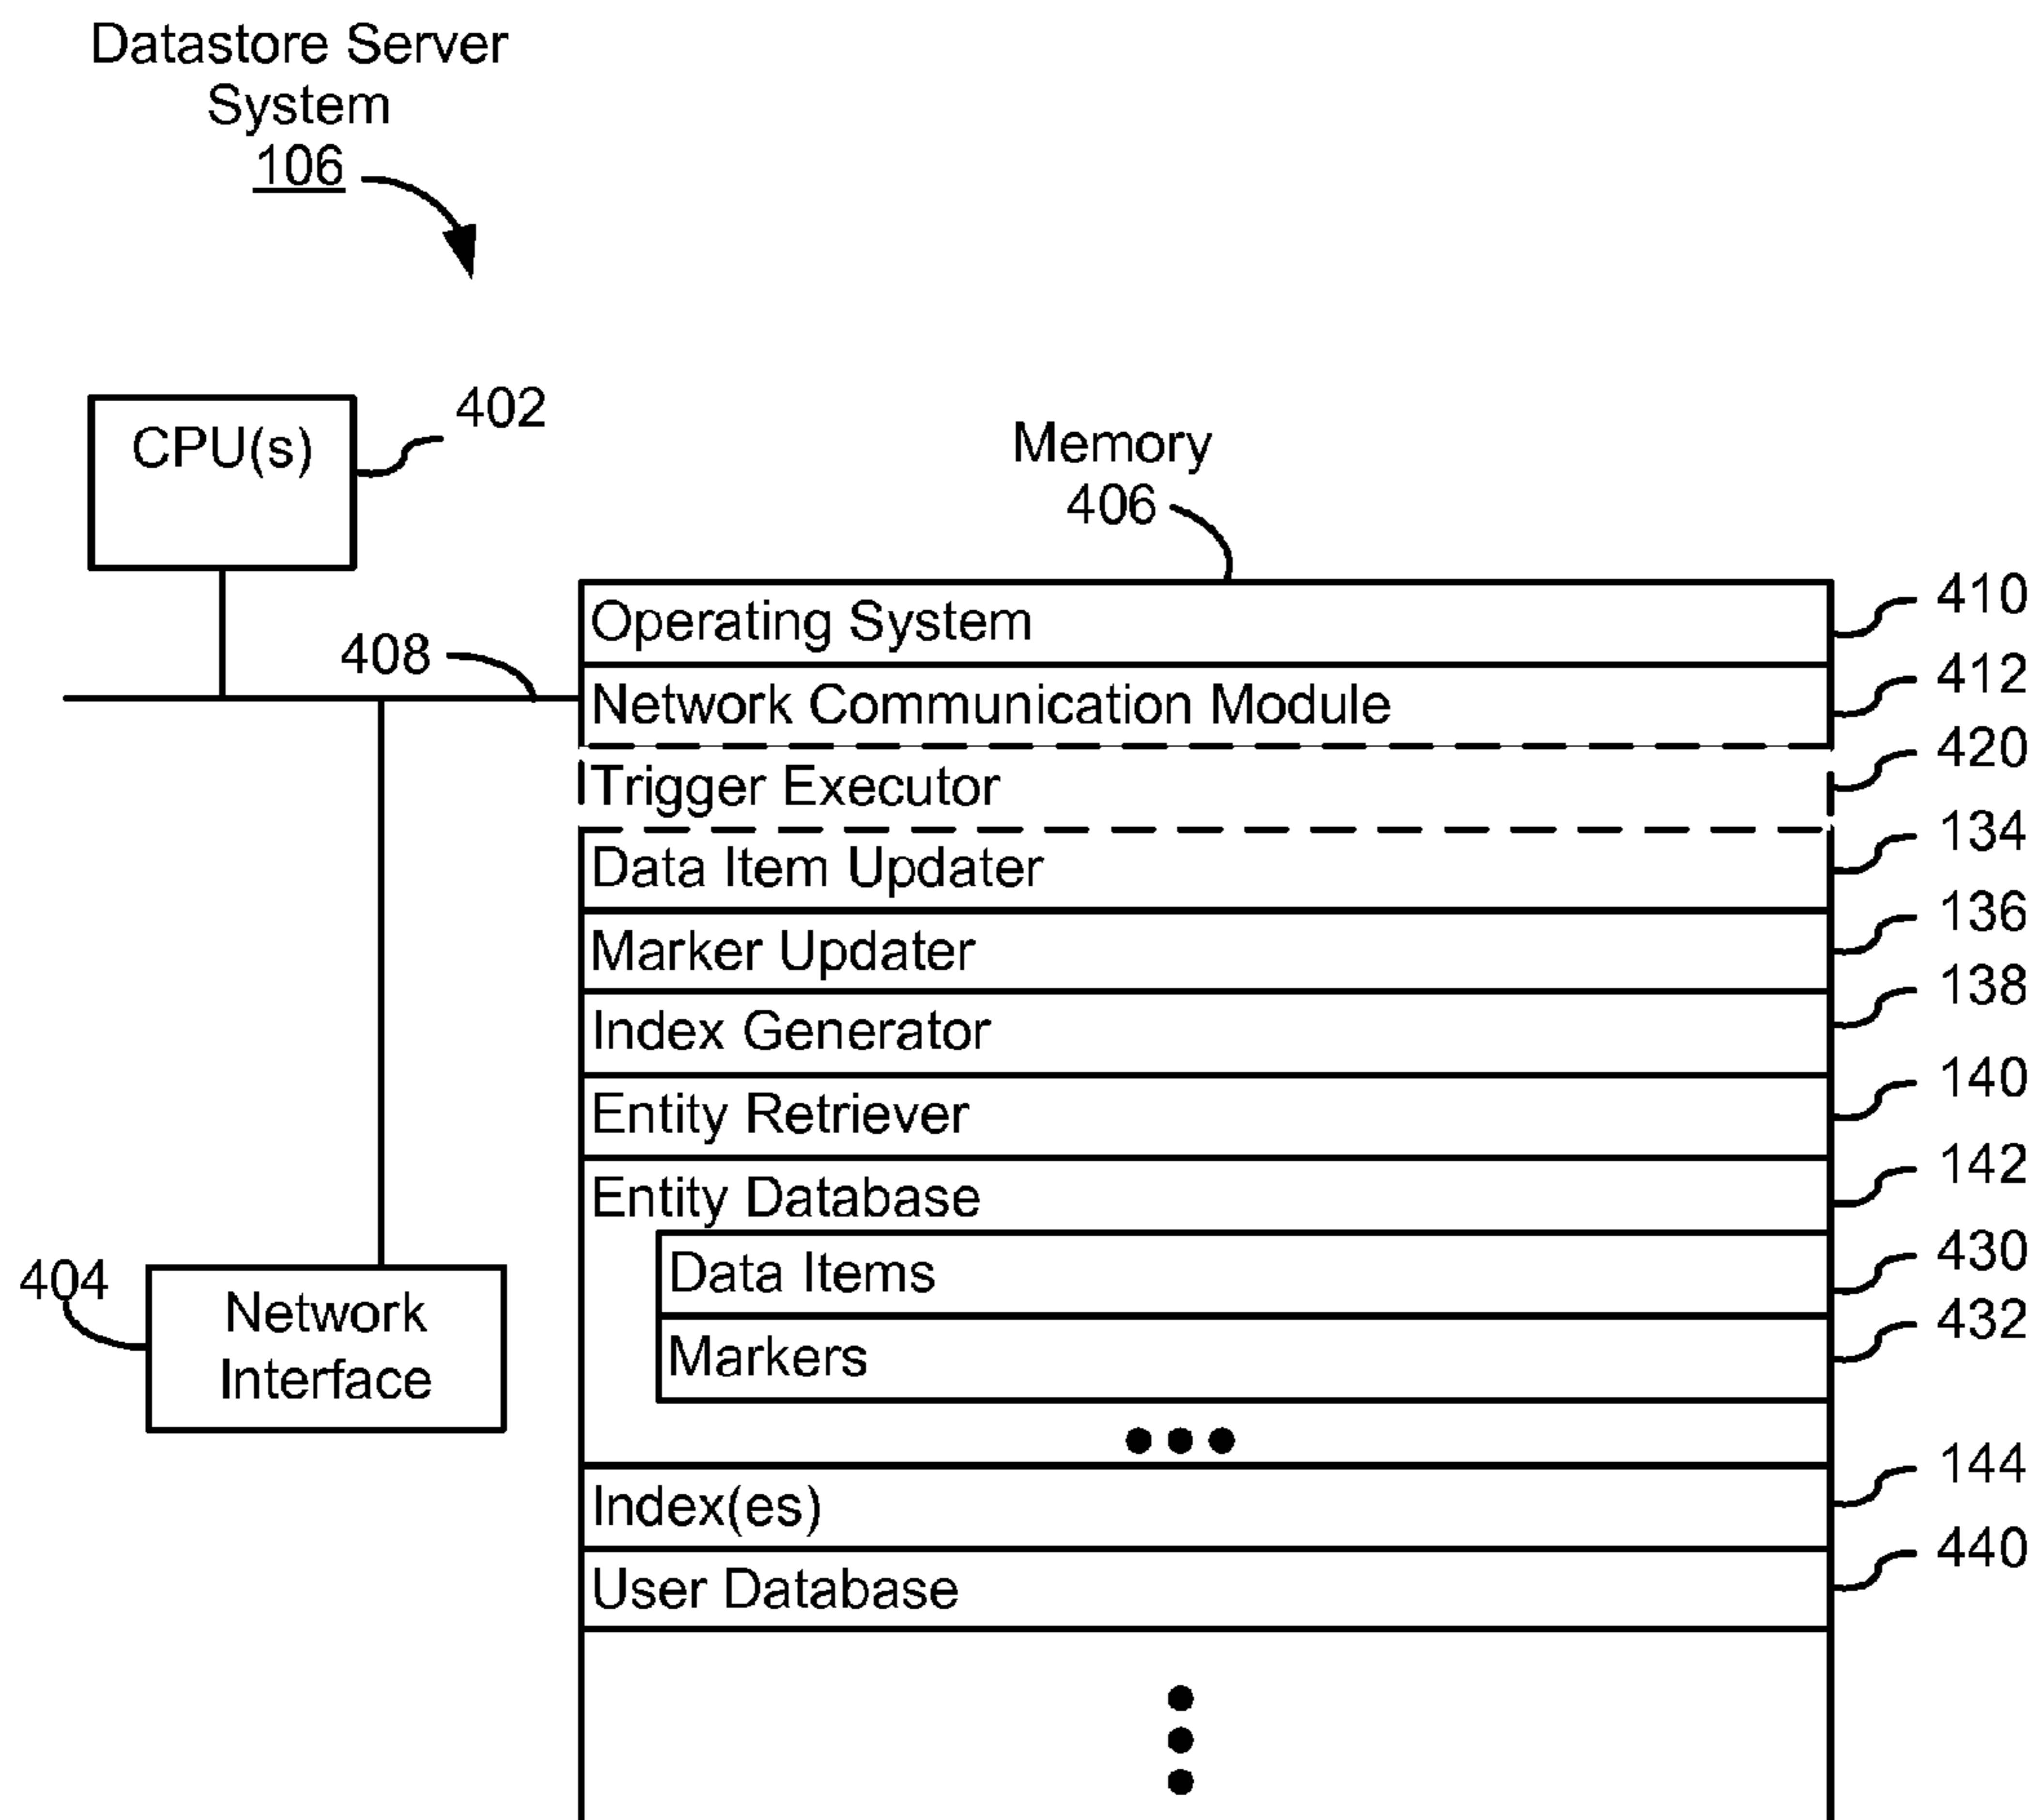 Datastore Server
System
106
CPU(s)
402
Memory
406
408
Operating System
410
Network Communication Module
412
Trigger Executor
420
Data Item Updater
134
Marker Updater
136
Index Generator
138
Entity Retriever
140
Entity Database
142
Data Items
430
Markers
432
404
Network
Interface
Index(es)
144
User Database
440